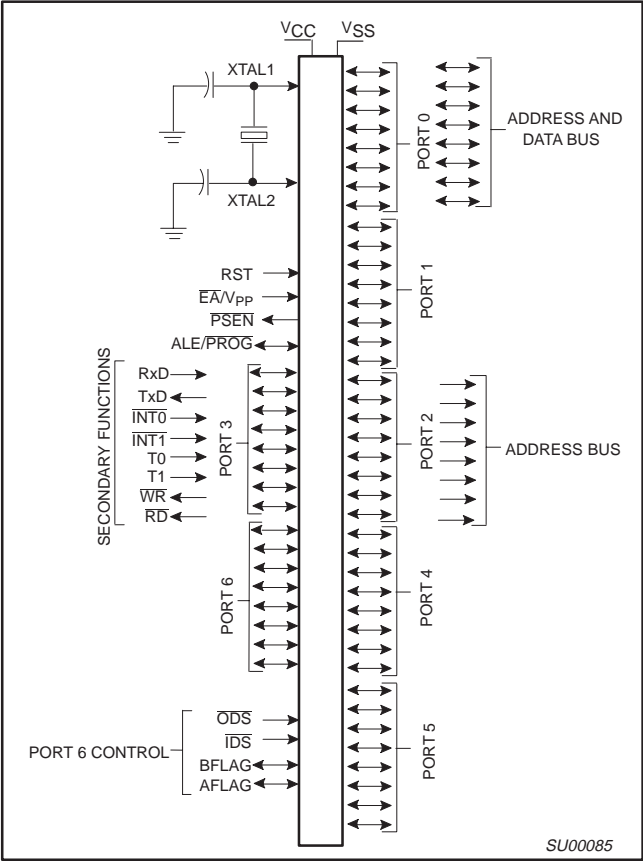 VCC VSS
XTAL1
XTAL2
PORT 0
ADDRESS AND
DATA BUS
PORT 1
RST
EA/VPP
PSEN
ALE/PROG
SECONDARY FUNCTIONS
RxD
TxD
INT0
INT1
T0
T1
WR
RD
PORT 3
PORT 2
ADDRESS BUS
PORT 6
PORT 4
PORT 6 CONTROL
ODS
IDS
BFLAG
AFLAG
PORT 5
SU00085